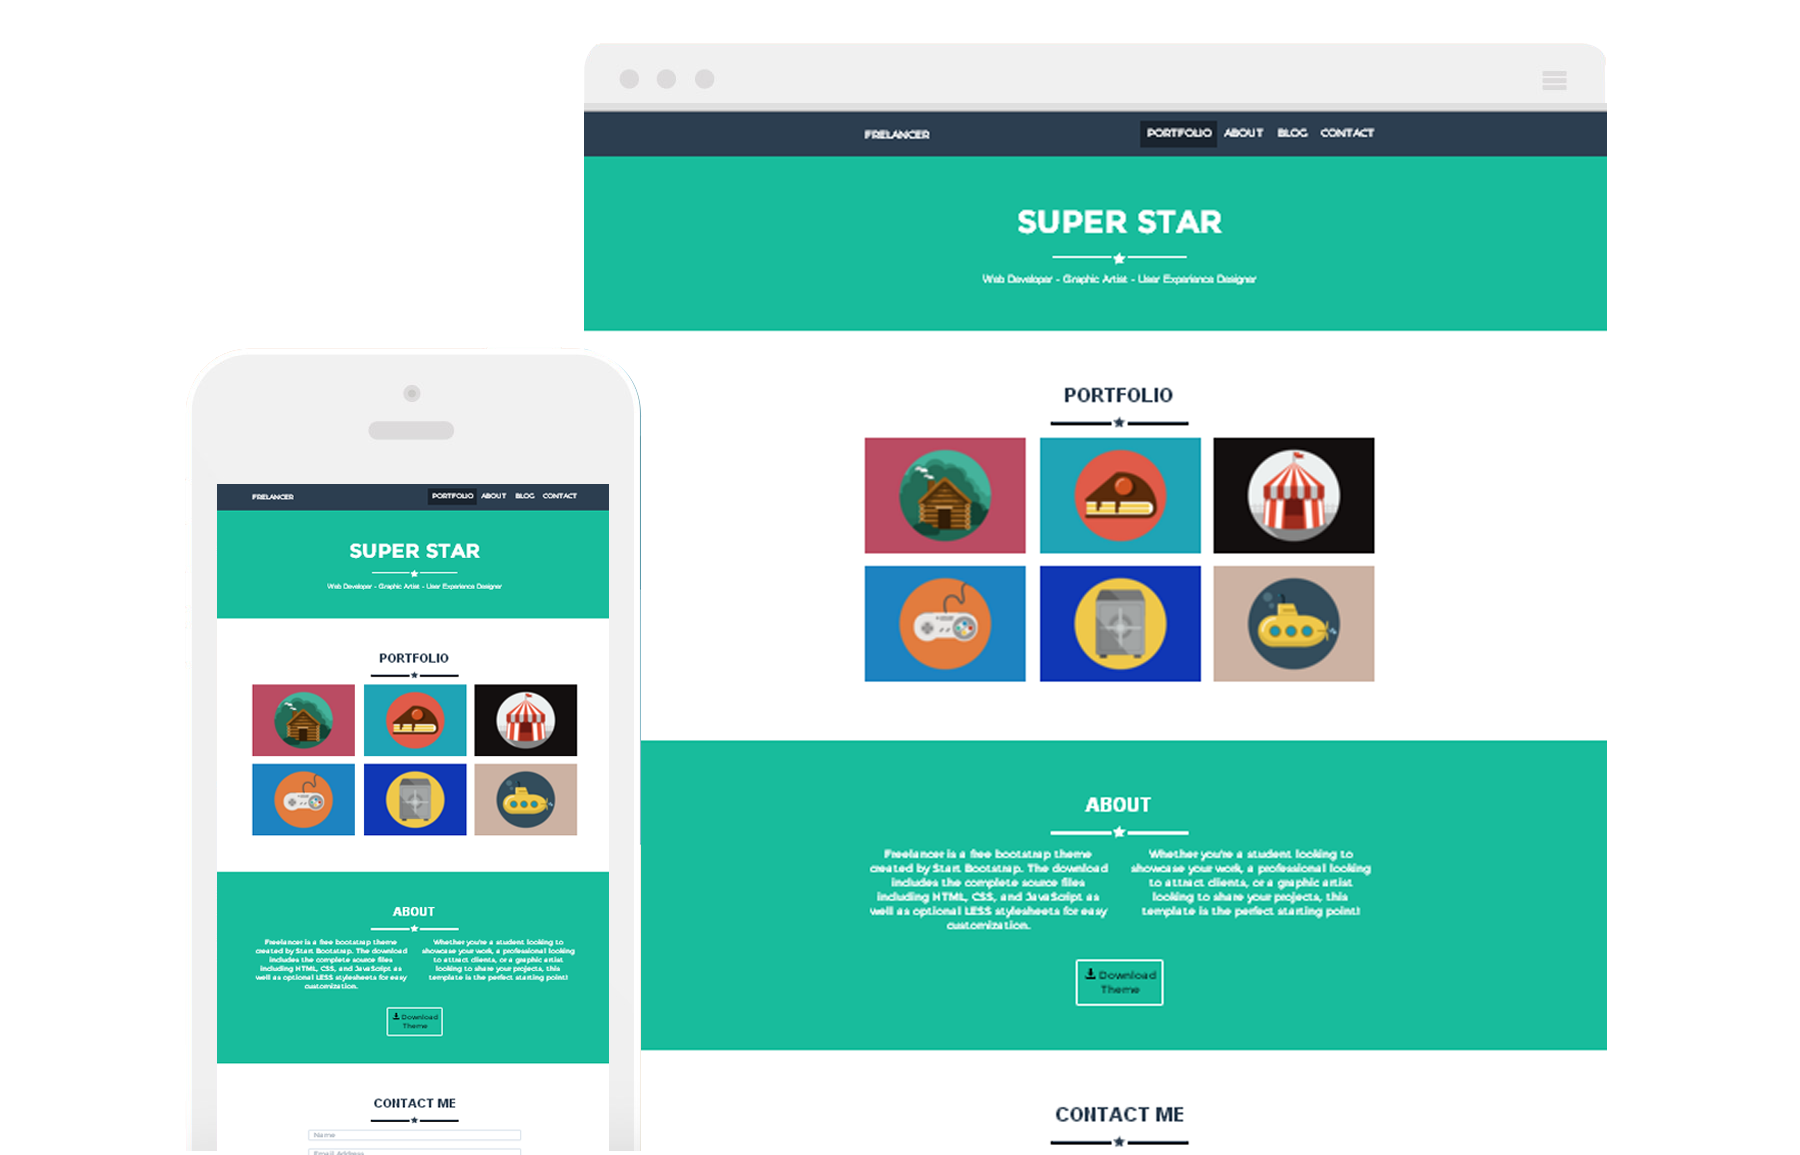 FRELANCER
PORTFOLIO ABOUT BLOG CONTACT
SUPER STAR
Web Developer - Graphic Artist - User Experience Designer
PORTFOLIO
ABOUT
Freelancer is a free bootstrap theme
created by Start Bootstrap. The download
includes the complete source files
including HTML, CSS, and JavaScript as
well as optional LESS stylesheets for easy
customization.
Whether you're a student looking to
showcase your work, a professional looking
to attract clients, or a graphic artist
looking to share your projects, this
template is the perfect starting point!
Download
Theme
CONTACT ME
FRELANCER
PORTFOLIO ABOUT BLOG CONTACT
SUPER STAR
Web Developer - Graphic Artist - User Experience Designer
PORTFOLIO
ABOUT
Freelancer is a free bootstrap theme
created by Start Bootstrap. The download
includes the complete source files
including HTML, CSS, and JavaScript as
well as optional LESS stylesheets for easy
customization.
Whether you're a student looking to
showcase your work, a professional looking
to attract clients, or a graphic artist
looking to share your projects, this
template is the perfect starting point!
Download
Theme
CONTACT ME
Name
Email Address